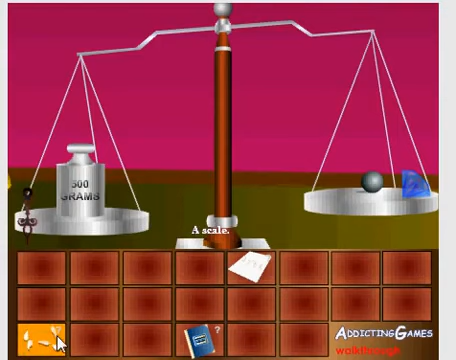 500
GRAMS
A scale.
?
ADDICTINGGAMES
walkthrough